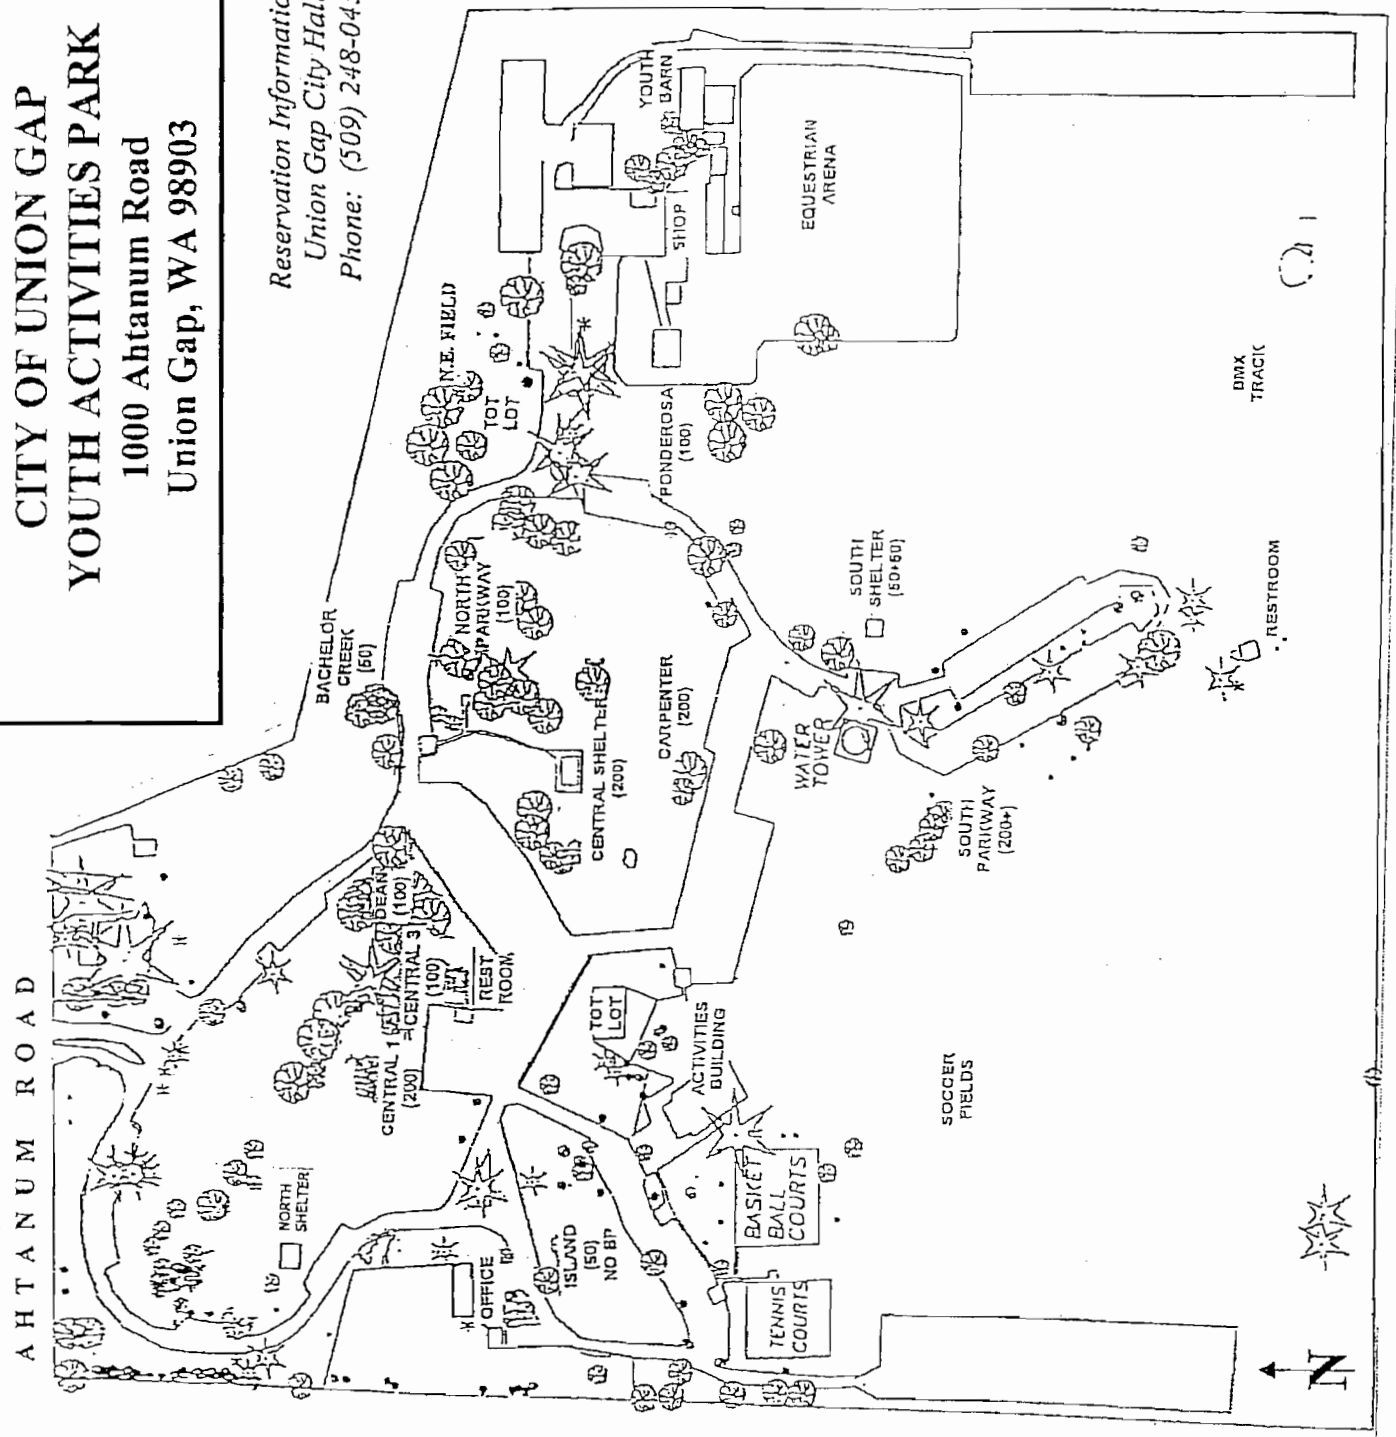 CITY OF UNION GAP
YOUTH ACTIVITIES PARK
1000 Ahtanum Road
Union Gap, WA 98903
Reservation Informatio
Union Gap City Hal
Phone: (509) 248-04
AHTANUM ROAD
BACHELOR
CREEK
(50)
N.E. FIELD
TOT
LOT
YOUTH
BARN
SHOP
EQUESTRIAN
ARENA
NORTH
PARKWAY
(100)
PONDEROSA
(100)
DEAN
(100)
CENTRAL 3
(100)
CENTRAL 1
(200)
REST
ROOM
CENTRAL SHELTER
(200)
CARPENTER
(200)
SOUTH
SHELTER
(50+50)
WATER
TOWER
SOUTH
PARKWAY
(200+)
RESTROOM
BMX
TRACK
NORTH
SHELTER
OFFICE
ISLAND
(50)
NO BP
TOT
LOT
ACTIVITIES
BUILDING
BASKET
BALL
COURTS
TENNIS
COURTS
SOCCER
FIELDS
N